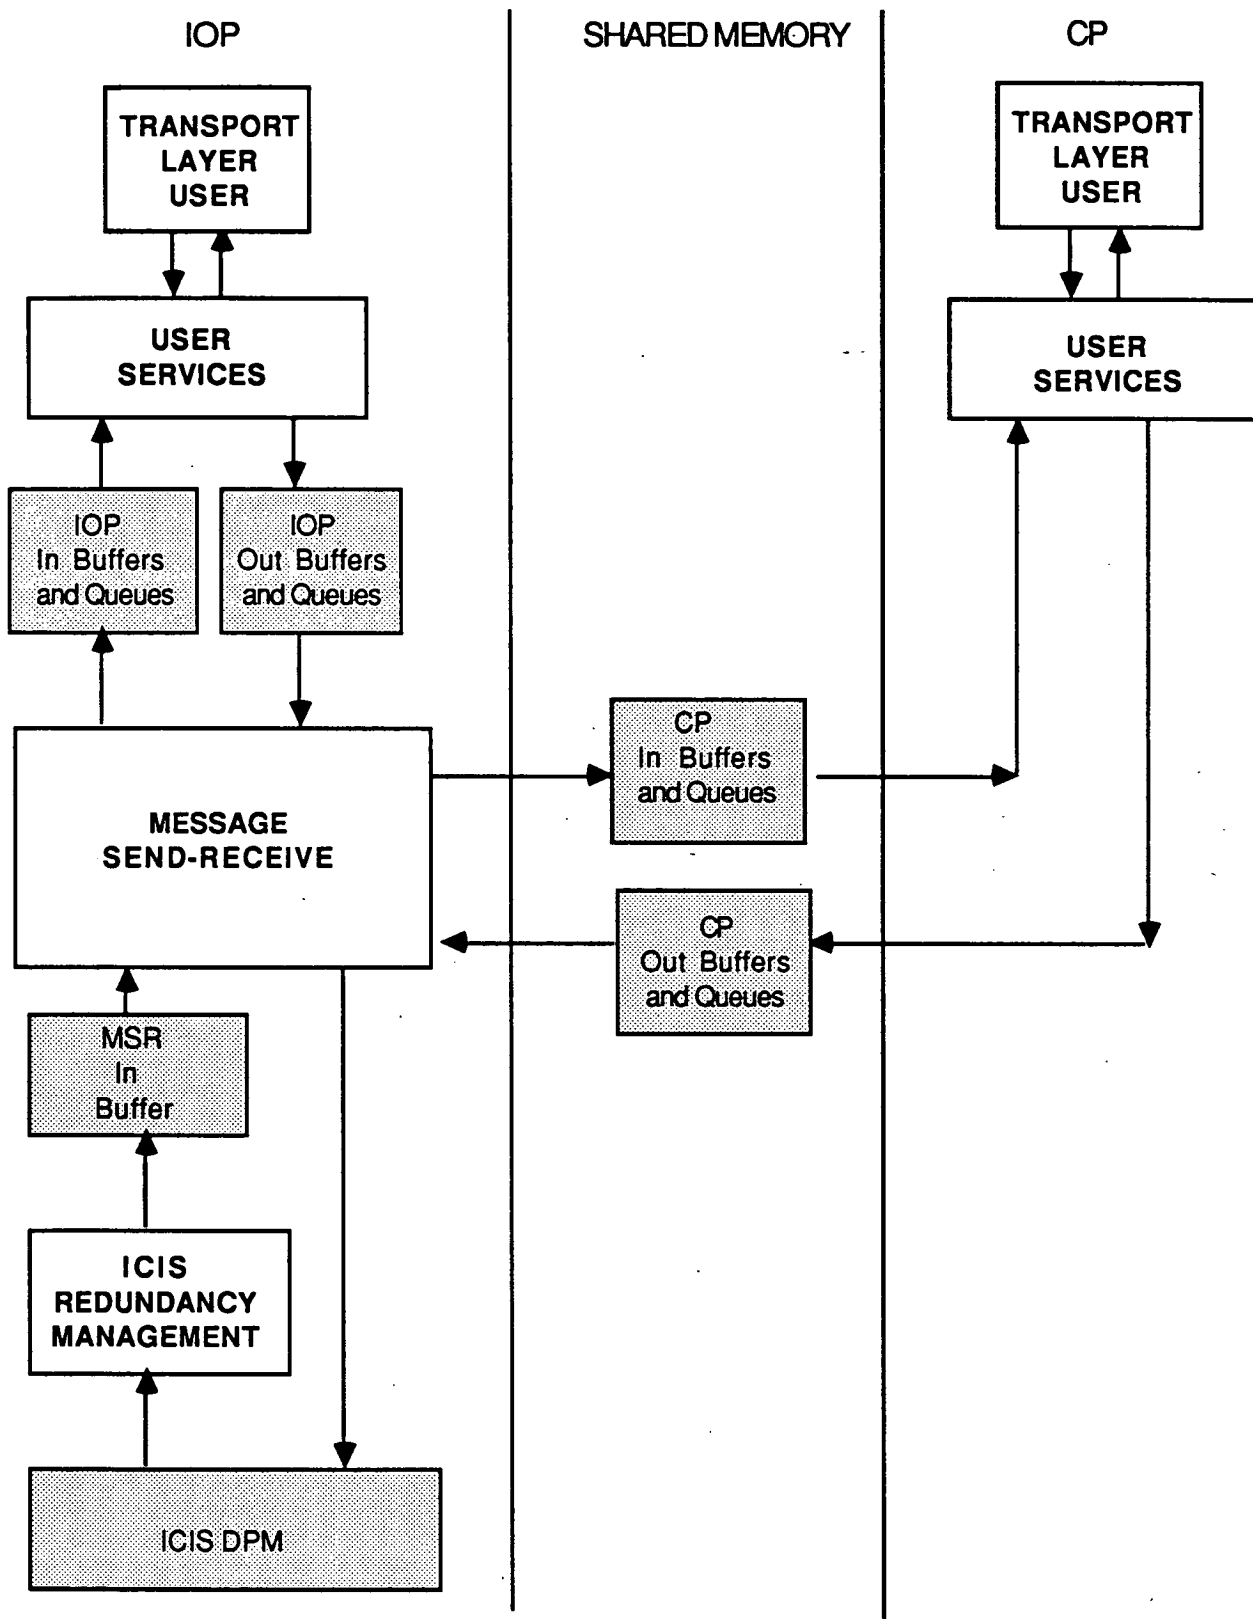 IOP
SHARED MEMORY
CP
TRANSPORT
LAYER
USER
TRANSPORT
LAYER
USER
USER
SERVICES
USER
SERVICES
IOP
In Buffers
and Queues
IOP
Out Buffers
and Queues
CP
In Buffers
and Queues
MESSAGE
SEND-RECEIVE
CP
Out Buffers
and Queues
MSR
In
Buffer
ICIS
REDUNDANCY
MANAGEMENT
ICIS DPM